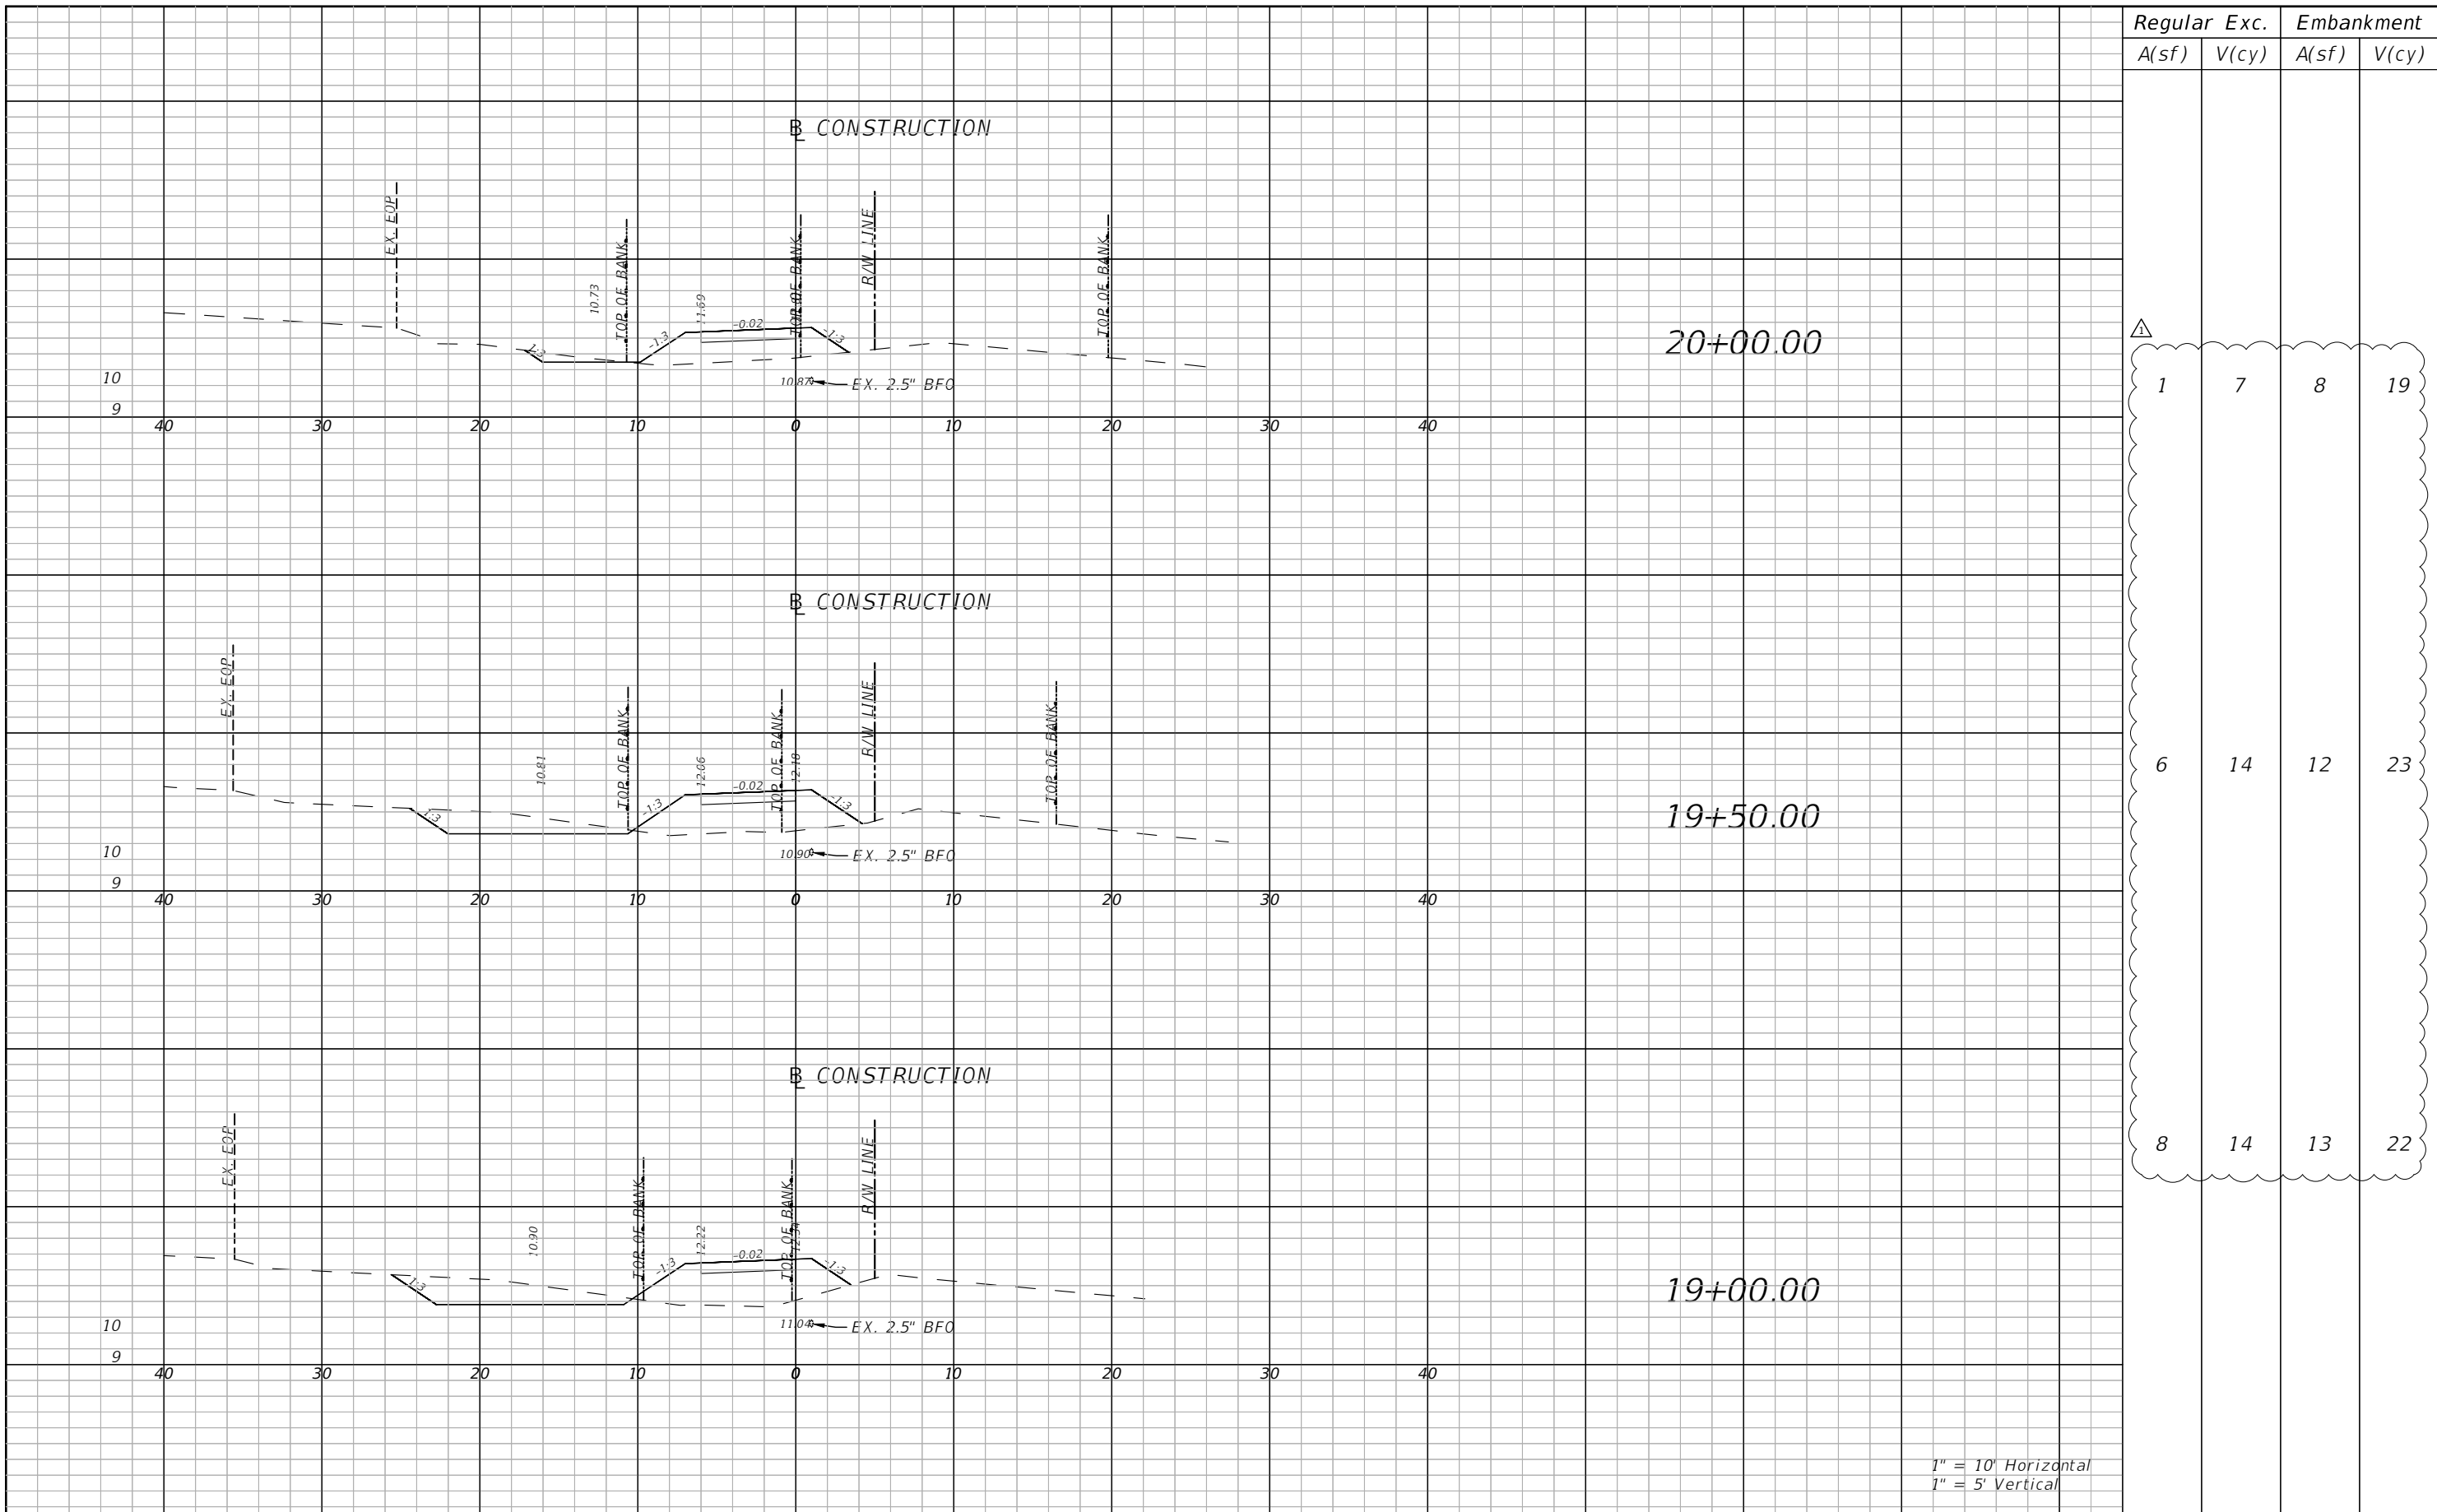 Regular Exc. Embankment
A(sf) V(cy) A(sf) V(cy)
B CONSTRUCTION
EX. EOP
10.73
TOP OF BANK
11.69
TOP OF BANK
R/W LINE
TOP OF BANK
1:3
-1:3
-0.02
-1:3
20+00.00
1
10
10.87
EX. 2.5" BFO
1 7 8 19
9
40 30 20 10 0 10 20 30 40
B CONSTRUCTION
EX. EOP
10.81
TOP OF BANK
12.06
TOP OF BANK
12.18
R/W LINE
TOP OF BANK
6 14 12 23
1:3
-1:3
-0.02
-1:3
19+50.00
10
10.90
EX. 2.5" BFO
9
40 30 20 10 0 10 20 30 40
B CONSTRUCTION
8 14 13 22
EX. EOP
10.90
TOP OF BANK
12.22
TOP OF BANK
12.34
R/W LINE
1:3
-1:3
-0.02
-1:3
19+00.00
10
11.04
EX. 2.5" BFO
9
40 30 20 10 0 10 20 30 40
1" = 10' Horizontal
1" = 5' Vertical